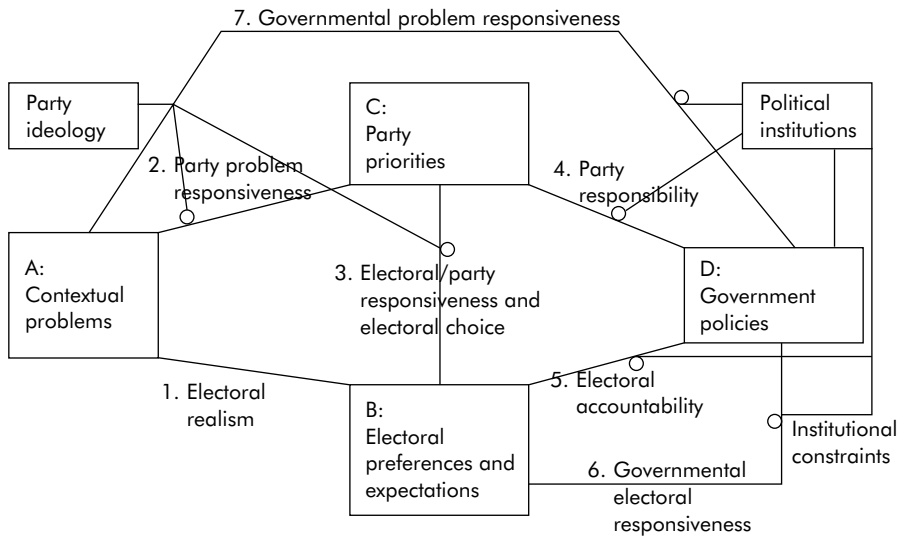 7. Governmental problem responsiveness
Party
ideology
C:
Party
priorities
Political
institutions
2. Party problem
responsiveness
4. Party
responsibility
A:
Contextual
problems
3. Electoral/party
responsiveness and
electoral choice
D:
Government
policies
1. Electoral
realism
B:
Electoral
preferences and
expectations
5. Electoral
accountability
Institutional
constraints
6. Governmental
electoral
responsiveness